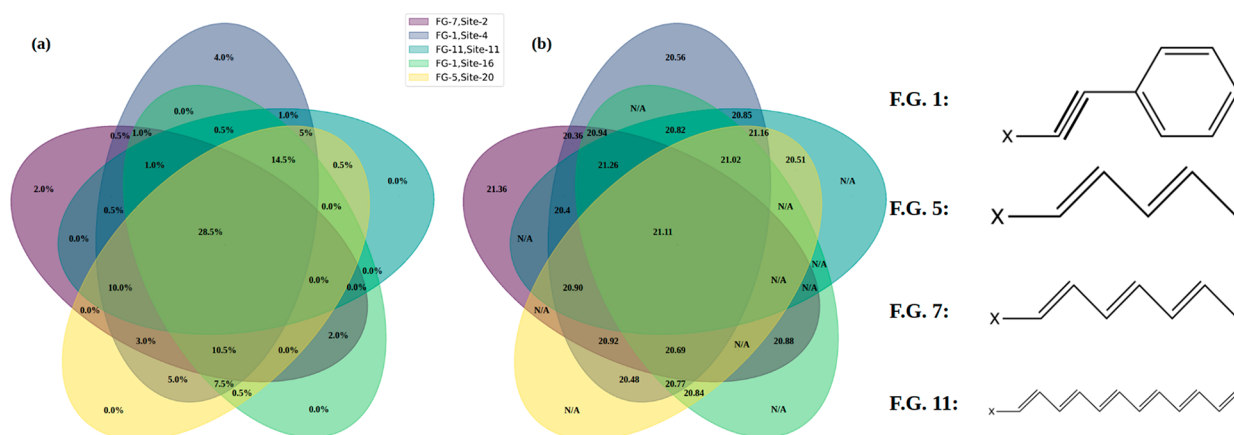 (a)
FG-7,Site-2
FG-1,Site-4
FG-11,Site-11
FG-1,Site-16
FG-5,Site-20
4.0%
0.0%
1.0%
0.5%
1.0%
0.5%
5%
1.0%
14.5%
0.5%
0.0%
2.0%
0.5%
0.0%
0.0%
28.5%
0.0%
0.0%
0.0%
10.0%
0.0%
0.0%
3.0%
10.5%
0.0%
2.0%
5.0%
7.5%
0.5%
0.0%
0.0%
(b)
20.56
N/A
20.85
20.36
20.94
20.82
21.16
21.26
21.02
20.51
N/A
21.36
20.4
N/A
N/A
21.11
N/A
N/A
20.90
N/A
N/A
N/A
20.92
20.69
N/A
20.88
20.48
20.77
20.84
N/A
N/A
F.G. 1:
X
F.G. 5:
X
F.G. 7:
X
F.G. 11:
X